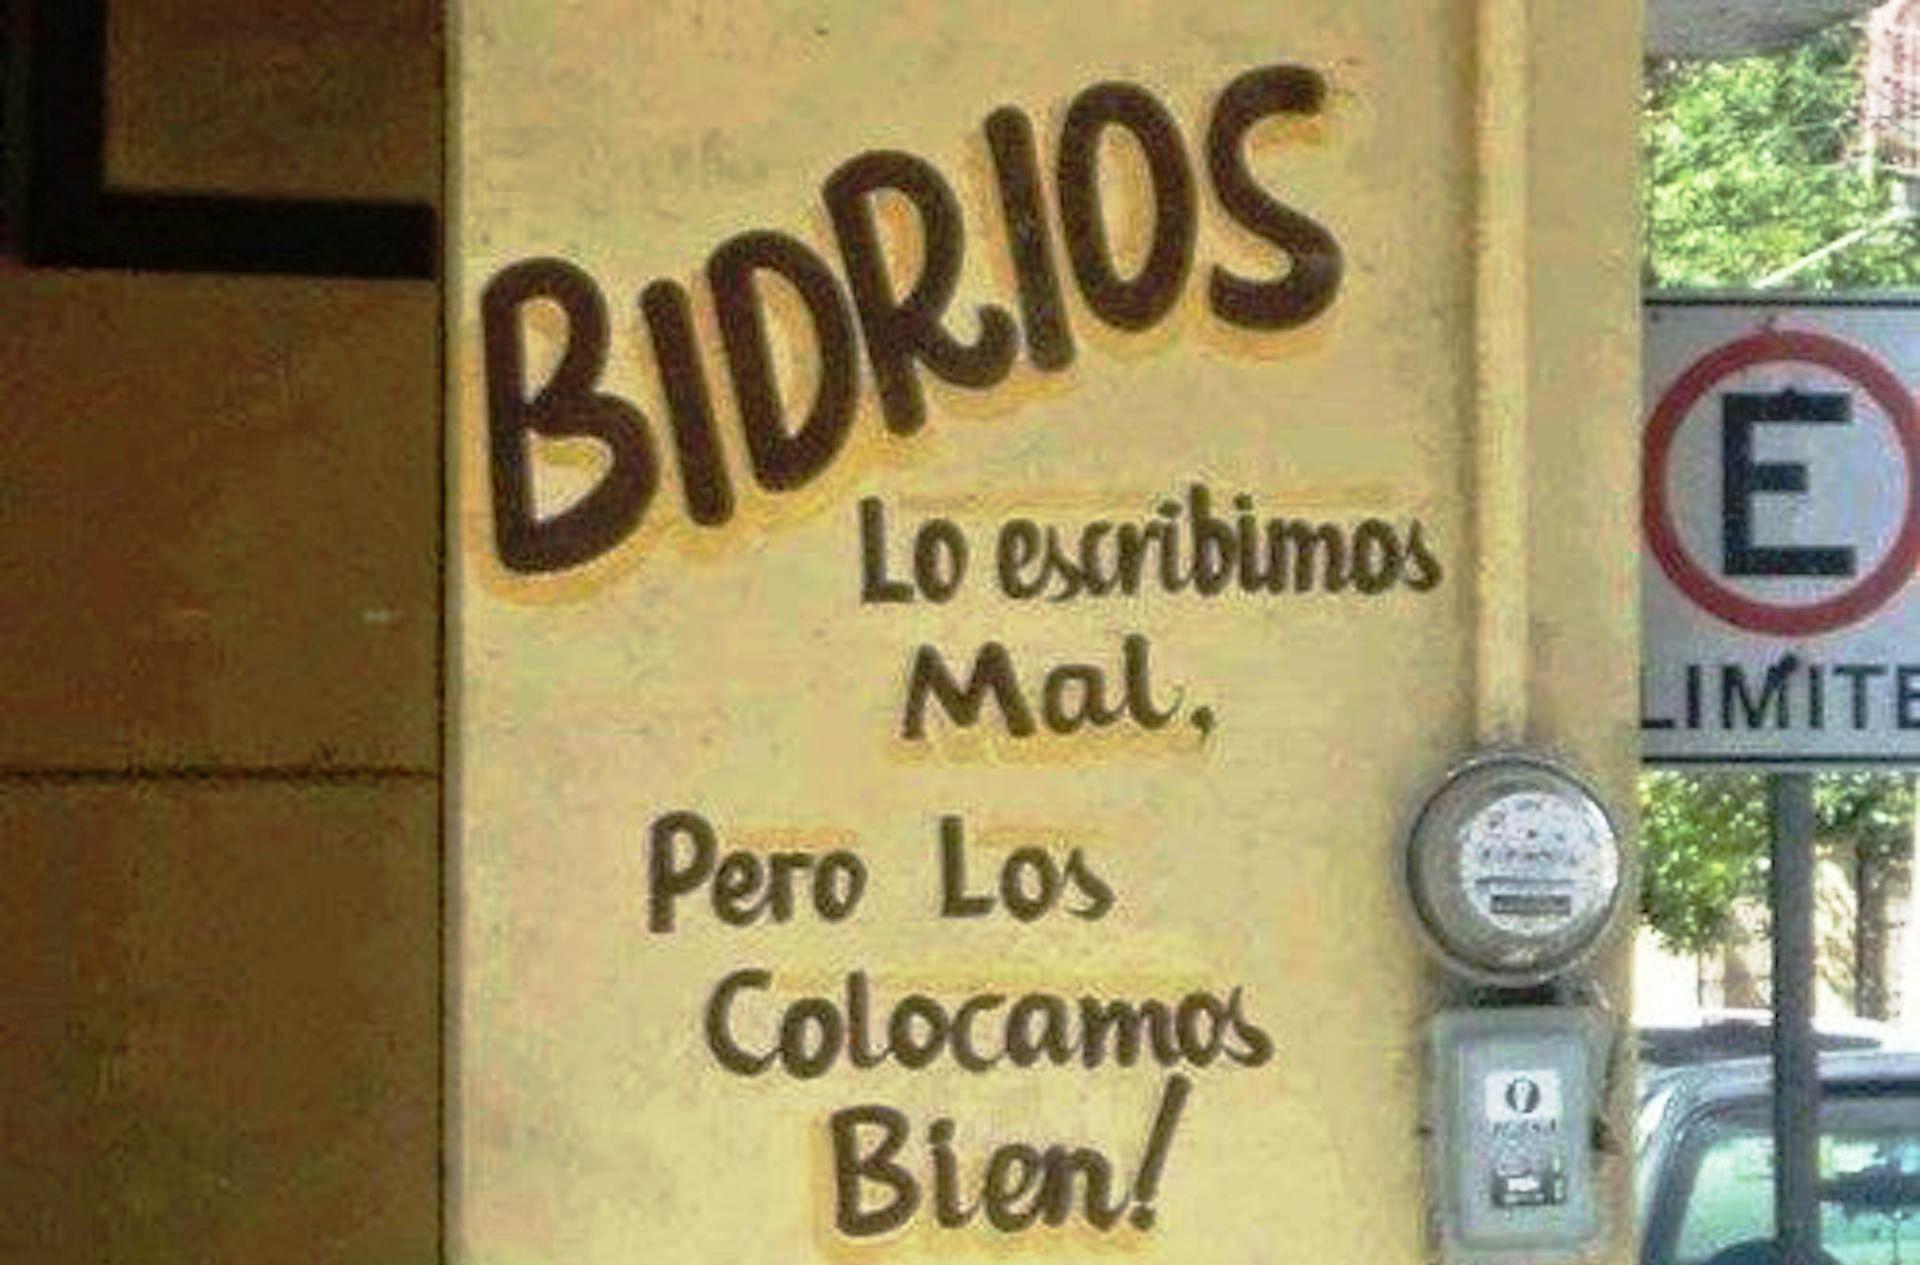 BIDRIOS
Lo escribimos
Mal,
Pero Los
Colocamos
Bien!
E
LIMITE